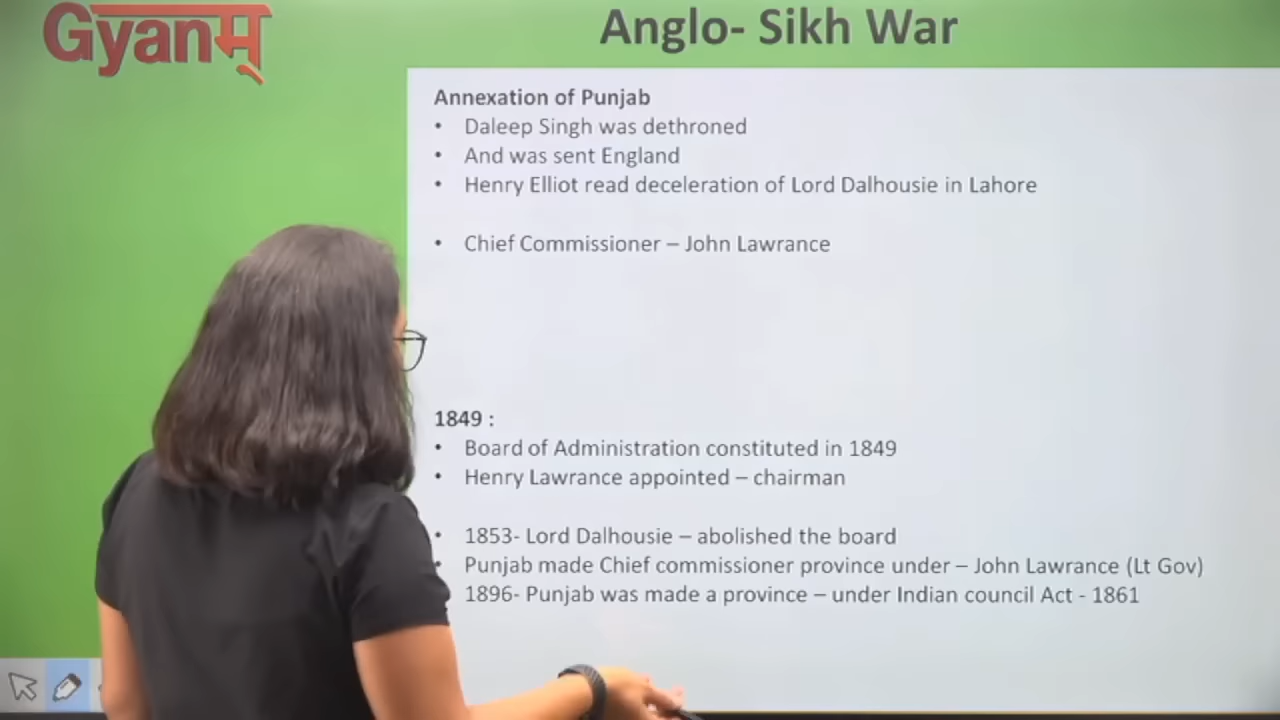 Gyanम्
Anglo- Sikh War
Annexation of Punjab
• Daleep Singh was dethroned
• And was sent England
• Henry Elliot read deceleration of Lord Dalhousie in Lahore
• Chief Commissioner – John Lawrance
1849 :
• Board of Administration constituted in 1849
• Henry Lawrance appointed – chairman
• 1853- Lord Dalhousie – abolished the board
• Punjab made Chief commissioner province under – John Lawrance (Lt Gov)
1896- Punjab was made a province – under Indian council Act - 1861